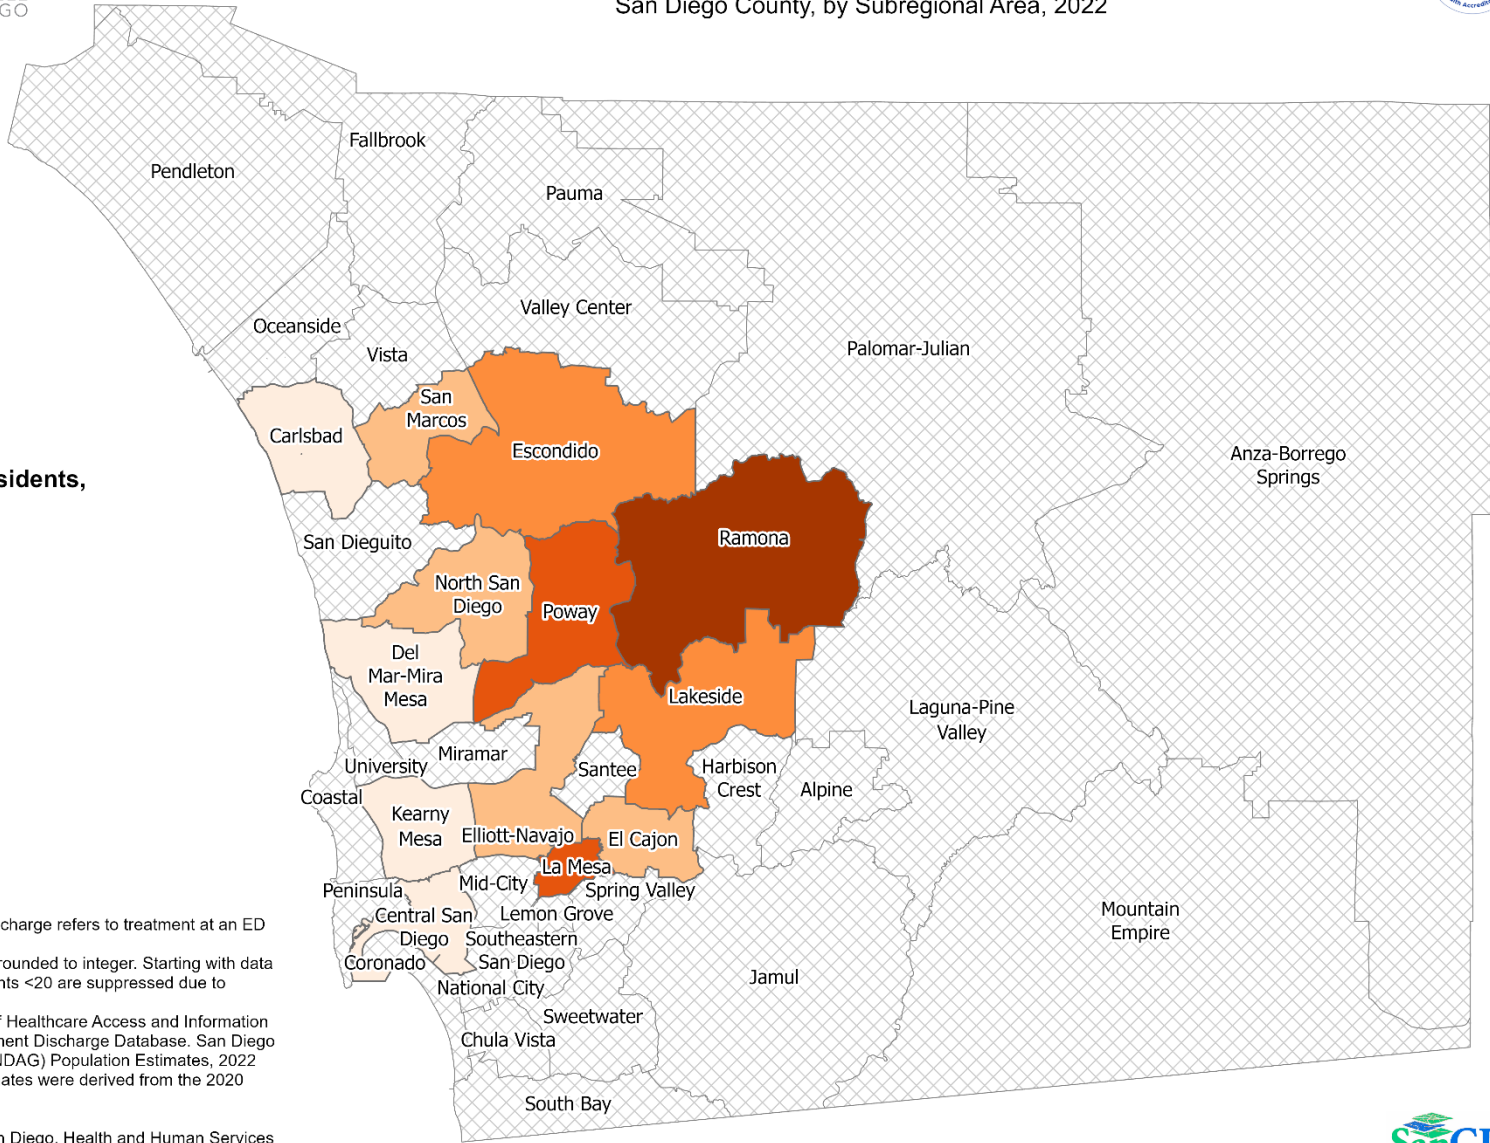 GO
San Diego County, by Subregional Area, 2022
Fallbrook
Pendleton
Pauma
Valley Center
Oceanside
Vista
Palomar-Julian
San
Marcos
Carlsbad
Escondido
Anza-Borrego
Springs
sidents,
Ramona
San Dieguito
North San
Diego
Poway
Del
Mar-Mira
Mesa
Lakeside
Laguna-Pine
Valley
Miramar
University
Santee
Harbison
Crest
Alpine
Coastal
Kearny
Mesa
Elliott-Navajo
El Cajon
La Mesa
Mid-City
Peninsula
Spring Valley
Central San
Diego
Lemon Grove
Mountain
Empire
Southeastern
San Diego
Coronado
Jamul
National City
Sweetwater
Chula Vista
South Bay
charge refers to treatment at an ED
rounded to integer. Starting with data
nts <20 are suppressed due to
f Healthcare Access and Information
nent Discharge Database. San Diego
NDAG) Population Estimates, 2022
ates were derived from the 2020
n Diego, Health and Human Services